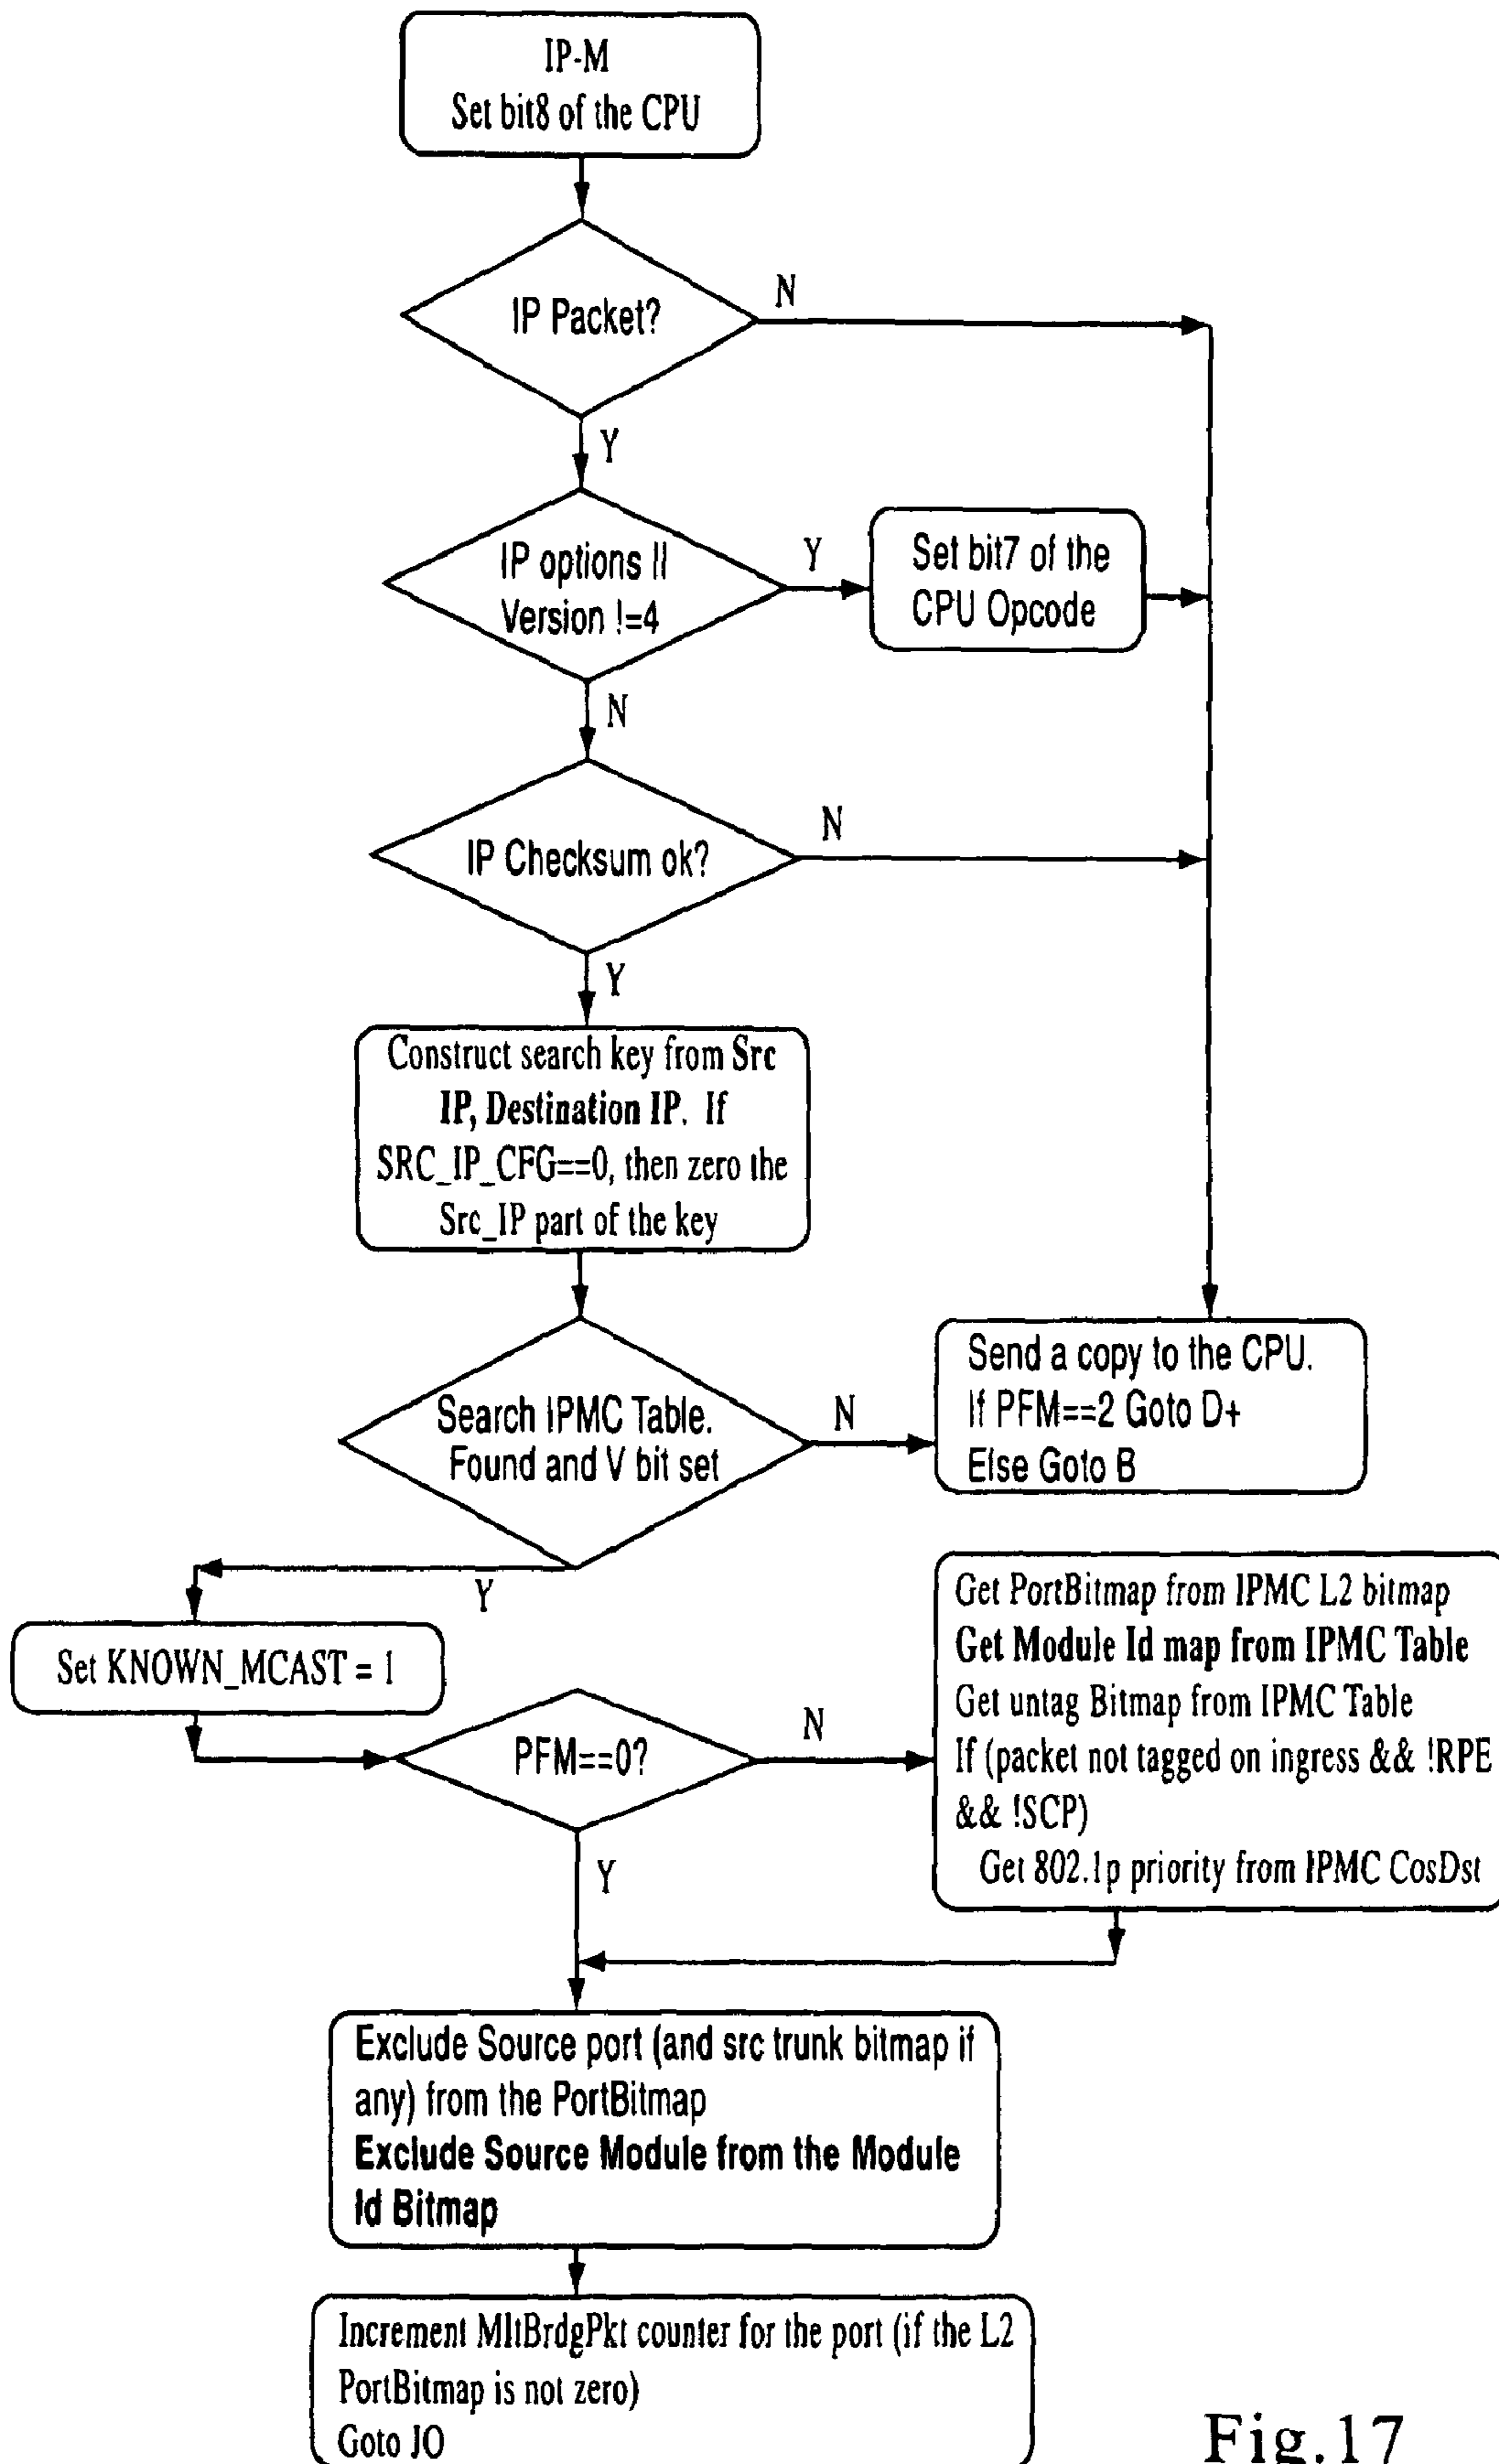 IP-M
Set bit8 of the CPU
IP Packet?
N
Y
IP options ||
Version !=4
Y
Set bit7 of the
CPU Opcode
N
IP Checksum ok?
N
Y
Construct search key from Src
IP, Destination IP. If
SRC_IP_CFG==0, then zero the
Src_IP part of the key
Search IPMC Table.
Found and V bit set
N
Send a copy to the CPU.
If PFM==2 Goto D+
Else Goto B
Y
Set KNOWN_MCAST = 1
PFM==0?
N
Get PortBitmap from IPMC L2 bitmap
Get Module Id map from IPMC Table
Get untag Bitmap from IPMC Table
If (packet not tagged on ingress && !RPE
&& !SCP)
Get 802.1p priority from IPMC CosDst
Y
Exclude Source port (and src trunk bitmap if
any) from the PortBitmap
Exclude Source Module from the Module
Id Bitmap
Increment MltBrdgPkt counter for the port (if the L2
PortBitmap is not zero)
Goto JO
Fig.17